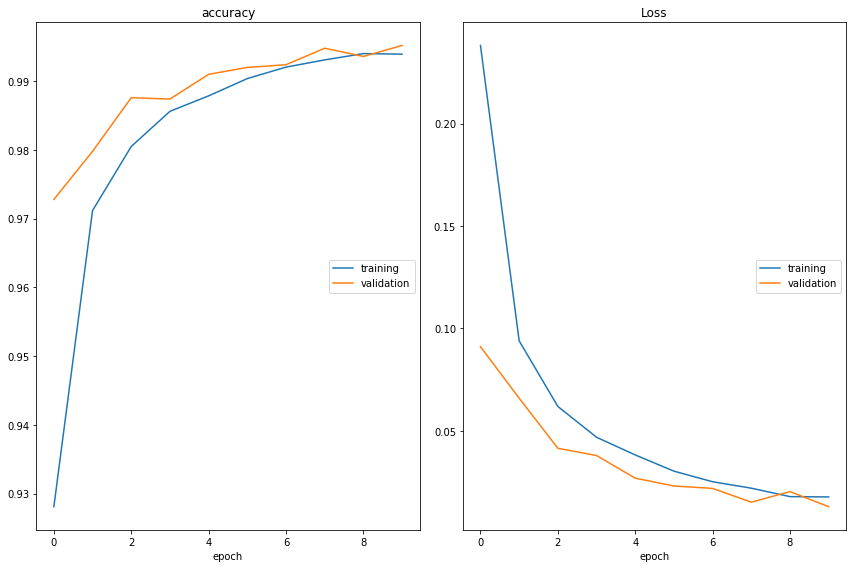 accuracy
0.99
0.98
0.97
0.96
0.95
0.94
0.93
training
validation
0 2 4 6 8
epoch
Loss
0.20
0.15
0.10
0.05
training
validation
0 2 4 6 8
epoch